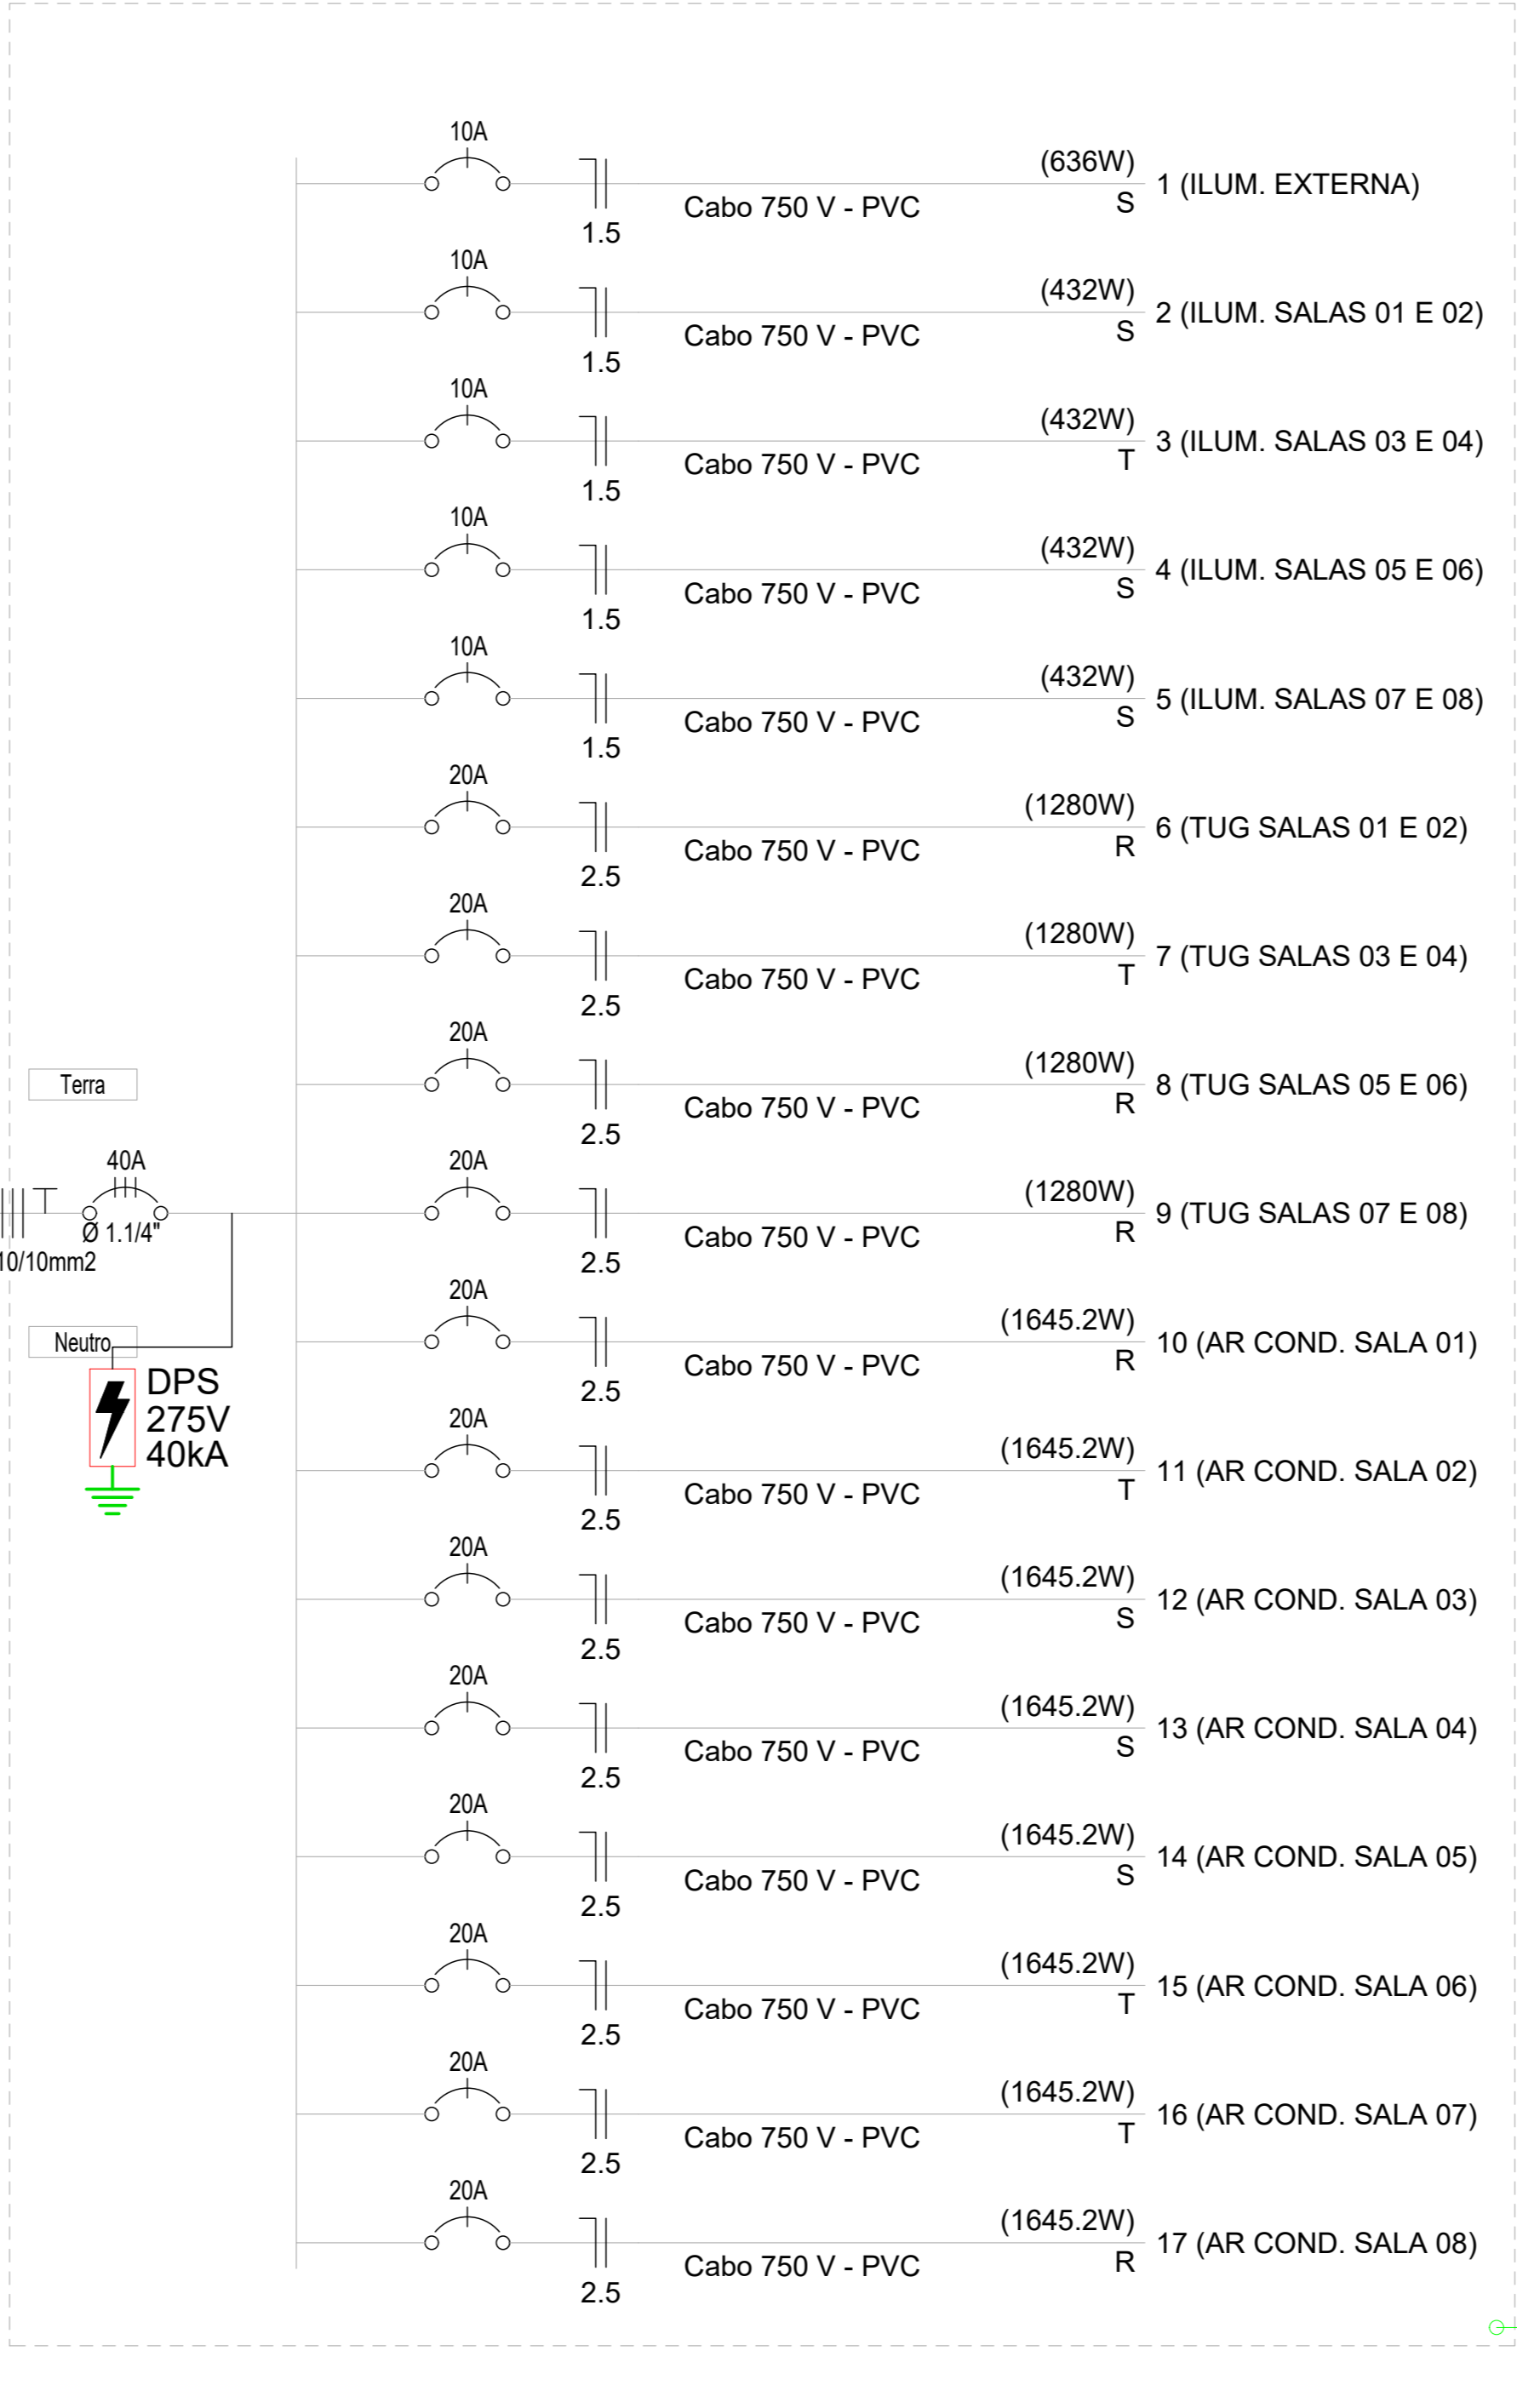 10A
(636W)
1 (ILUM. EXTERNA)
Cabo 750 V - PVC
S
1.5
10A
(432W)
2 (ILUM. SALAS 01 E 02)
Cabo 750 V - PVC
S
1.5
10A
(432W)
3 (ILUM. SALAS 03 E 04)
Cabo 750 V - PVC
T
1.5
10A
(432W)
4 (ILUM. SALAS 05 E 06)
Cabo 750 V - PVC
S
1.5
10A
(432W)
5 (ILUM. SALAS 07 E 08)
Cabo 750 V - PVC
S
1.5
20A
(1280W)
6 (TUG SALAS 01 E 02)
Cabo 750 V - PVC
R
2.5
20A
(1280W)
7 (TUG SALAS 03 E 04)
Cabo 750 V - PVC
T
2.5
20A
(1280W)
8 (TUG SALAS 05 E 06)
Cabo 750 V - PVC
R
2.5
Terra
40A
Ø 1.1/4"
10/10mm2
20A
(1280W)
9 (TUG SALAS 07 E 08)
Cabo 750 V - PVC
R
2.5
Neutro
DPS
275V
40kA
20A
(1645.2W)
10 (AR COND. SALA 01)
Cabo 750 V - PVC
R
2.5
20A
(1645.2W)
11 (AR COND. SALA 02)
Cabo 750 V - PVC
T
2.5
20A
(1645.2W)
12 (AR COND. SALA 03)
Cabo 750 V - PVC
S
2.5
20A
(1645.2W)
13 (AR COND. SALA 04)
Cabo 750 V - PVC
S
2.5
20A
(1645.2W)
14 (AR COND. SALA 05)
Cabo 750 V - PVC
S
2.5
20A
(1645.2W)
15 (AR COND. SALA 06)
Cabo 750 V - PVC
T
2.5
20A
(1645.2W)
16 (AR COND. SALA 07)
Cabo 750 V - PVC
T
2.5
20A
(1645.2W)
17 (AR COND. SALA 08)
Cabo 750 V - PVC
R
2.5